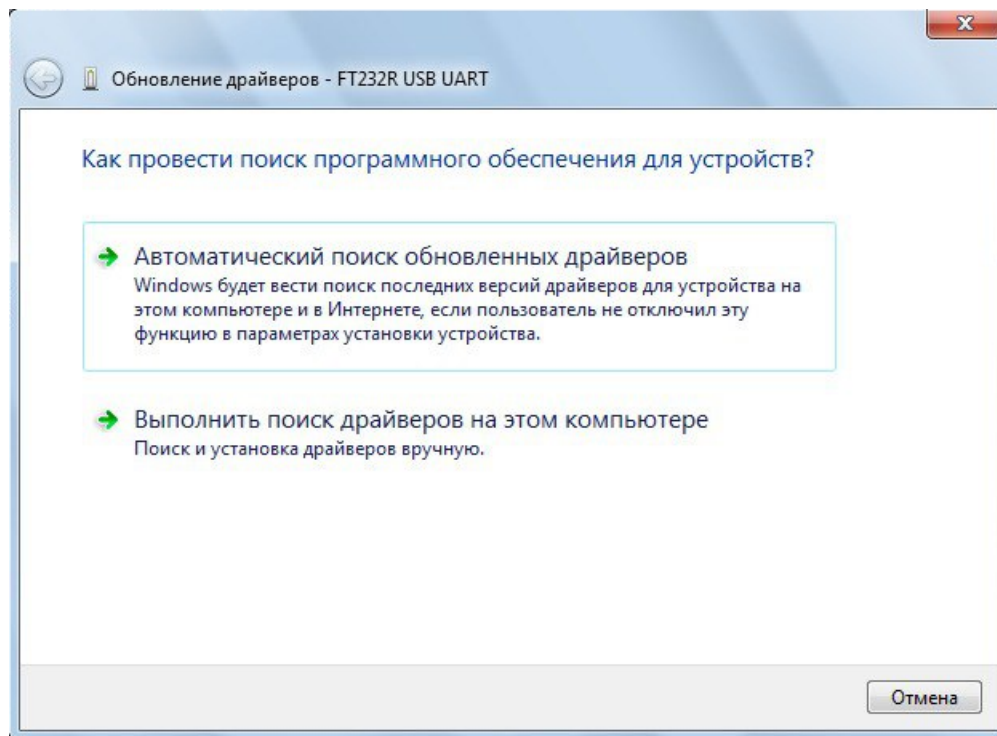 Обновление драйверов - FT232R USB UART
Как провести поиск программного обеспечения для устройств?
Автоматический поиск обновленных драйверов
Windows будет вести поиск последних версий драйверов для устройства на
этом компьютере и в Интернете, если пользователь не отключил эту
функцию в параметрах установки устройства.
Выполнить поиск драйверов на этом компьютере
Поиск и установка драйверов вручную.
Отмена